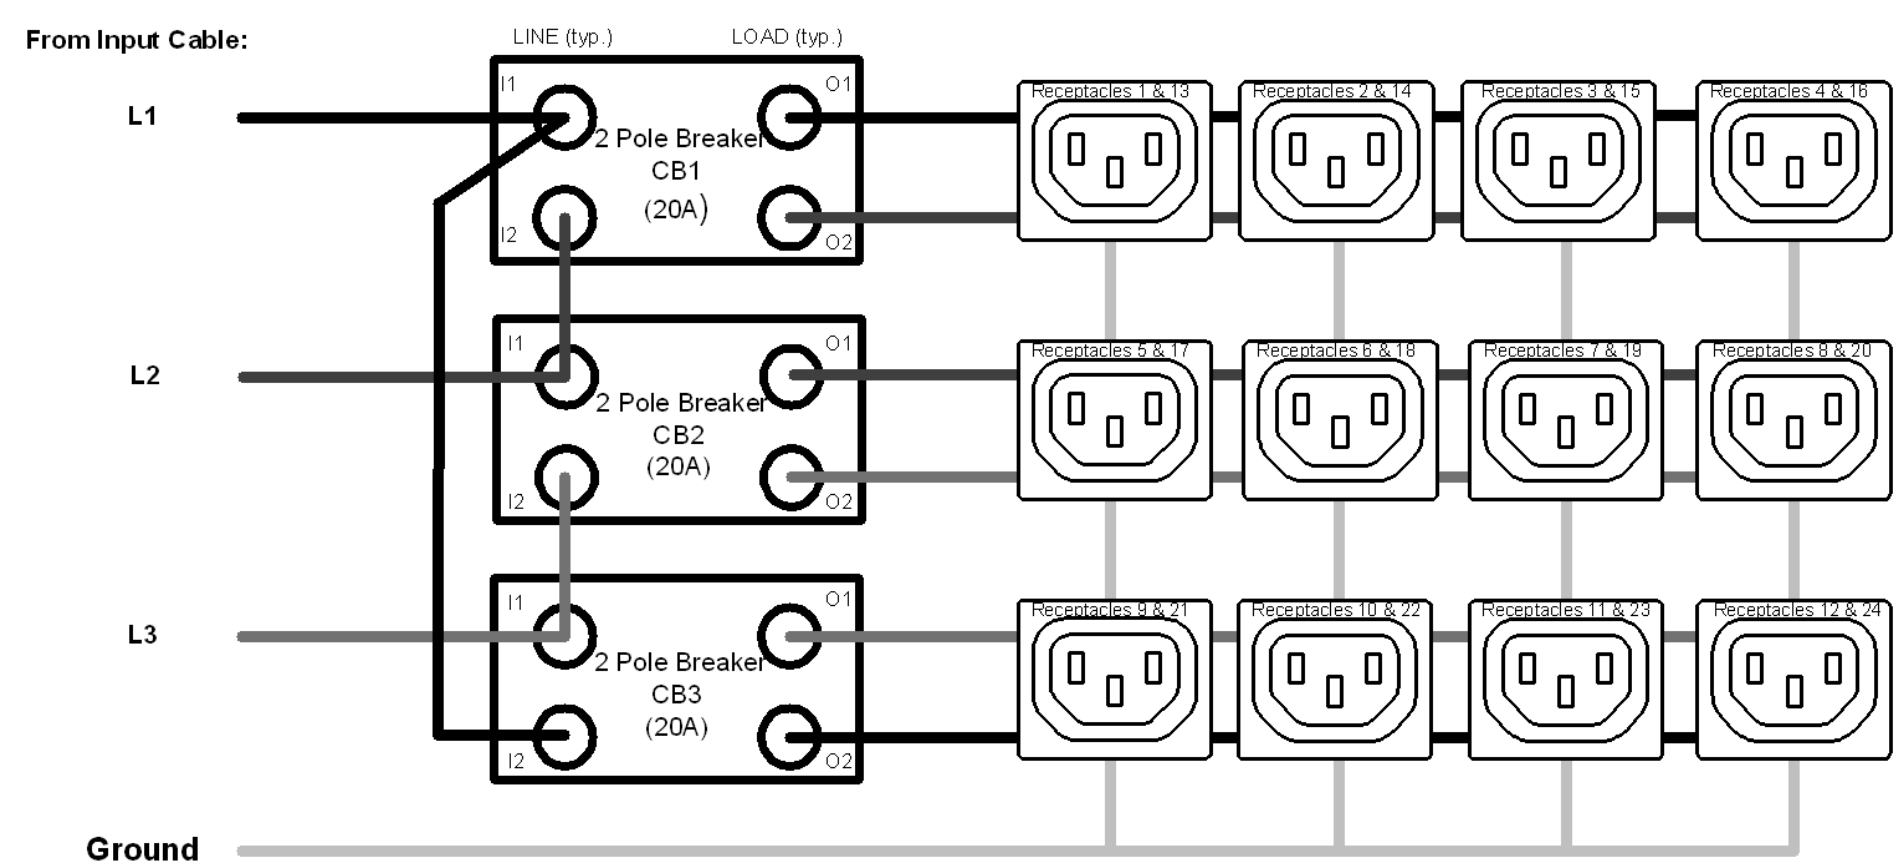 From Input Cable:
LINE (typ.)
LOAD (typ.)
L1
I1
O1
2 Pole Breaker
CB1
(20A)
I2
O2
Receptacles 1 & 13
Receptacles 2 & 14
Receptacles 3 & 15
Receptacles 4 & 16
L2
I1
O1
2 Pole Breaker
CB2
(20A)
I2
O2
Receptacles 5 & 17
Receptacles 6 & 18
Receptacles 7 & 19
Receptacles 8 & 20
L3
I1
O1
2 Pole Breaker
CB3
(20A)
I2
O2
Receptacles 9 & 21
Receptacles 10 & 22
Receptacles 11 & 23
Receptacles 12 & 24
Ground